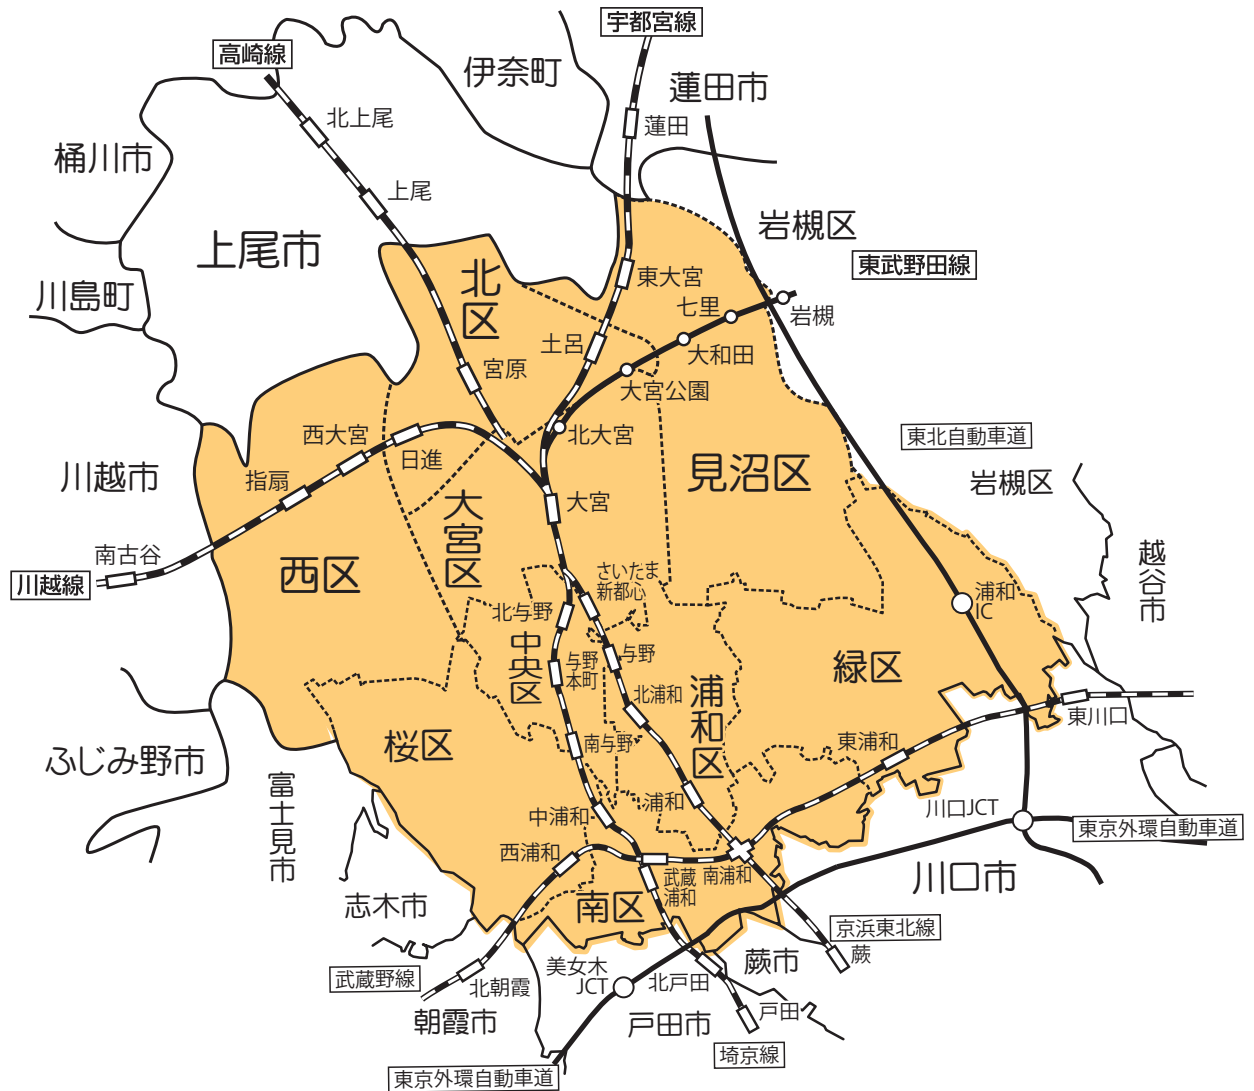 宇都宮線
高崎線
伊奈町
蓮田市
北上尾
蓮田
桶川市
上尾
岩槻区
上尾市
東武野田線
北区
東大宮
川島町
七里
岩槻
土呂
大和田
宮原
大宮公園
西大宮
北大宮
東北自動車道
日進
川越市
指扇
見沼区
岩槻区
大宮区
大宮
南古谷
西区
越谷市
川越線
さいたま
新都心
浦和
IC
北与野
中央区
与野
与野
本町
緑区
北浦和
浦和区
東川口
桜区
南与野
東浦和
ふじみ野市
富士見市
浦和
川口JCT
中浦和
東京外環自動車道
西浦和
武蔵
浦和
南浦和
川口市
志木市
南区
京浜東北線
蕨市
蕨
武蔵野線
北朝霞
美女木
JCT
北戸田
朝霞市
戸田市
戸田
埼京線
東京外環自動車道